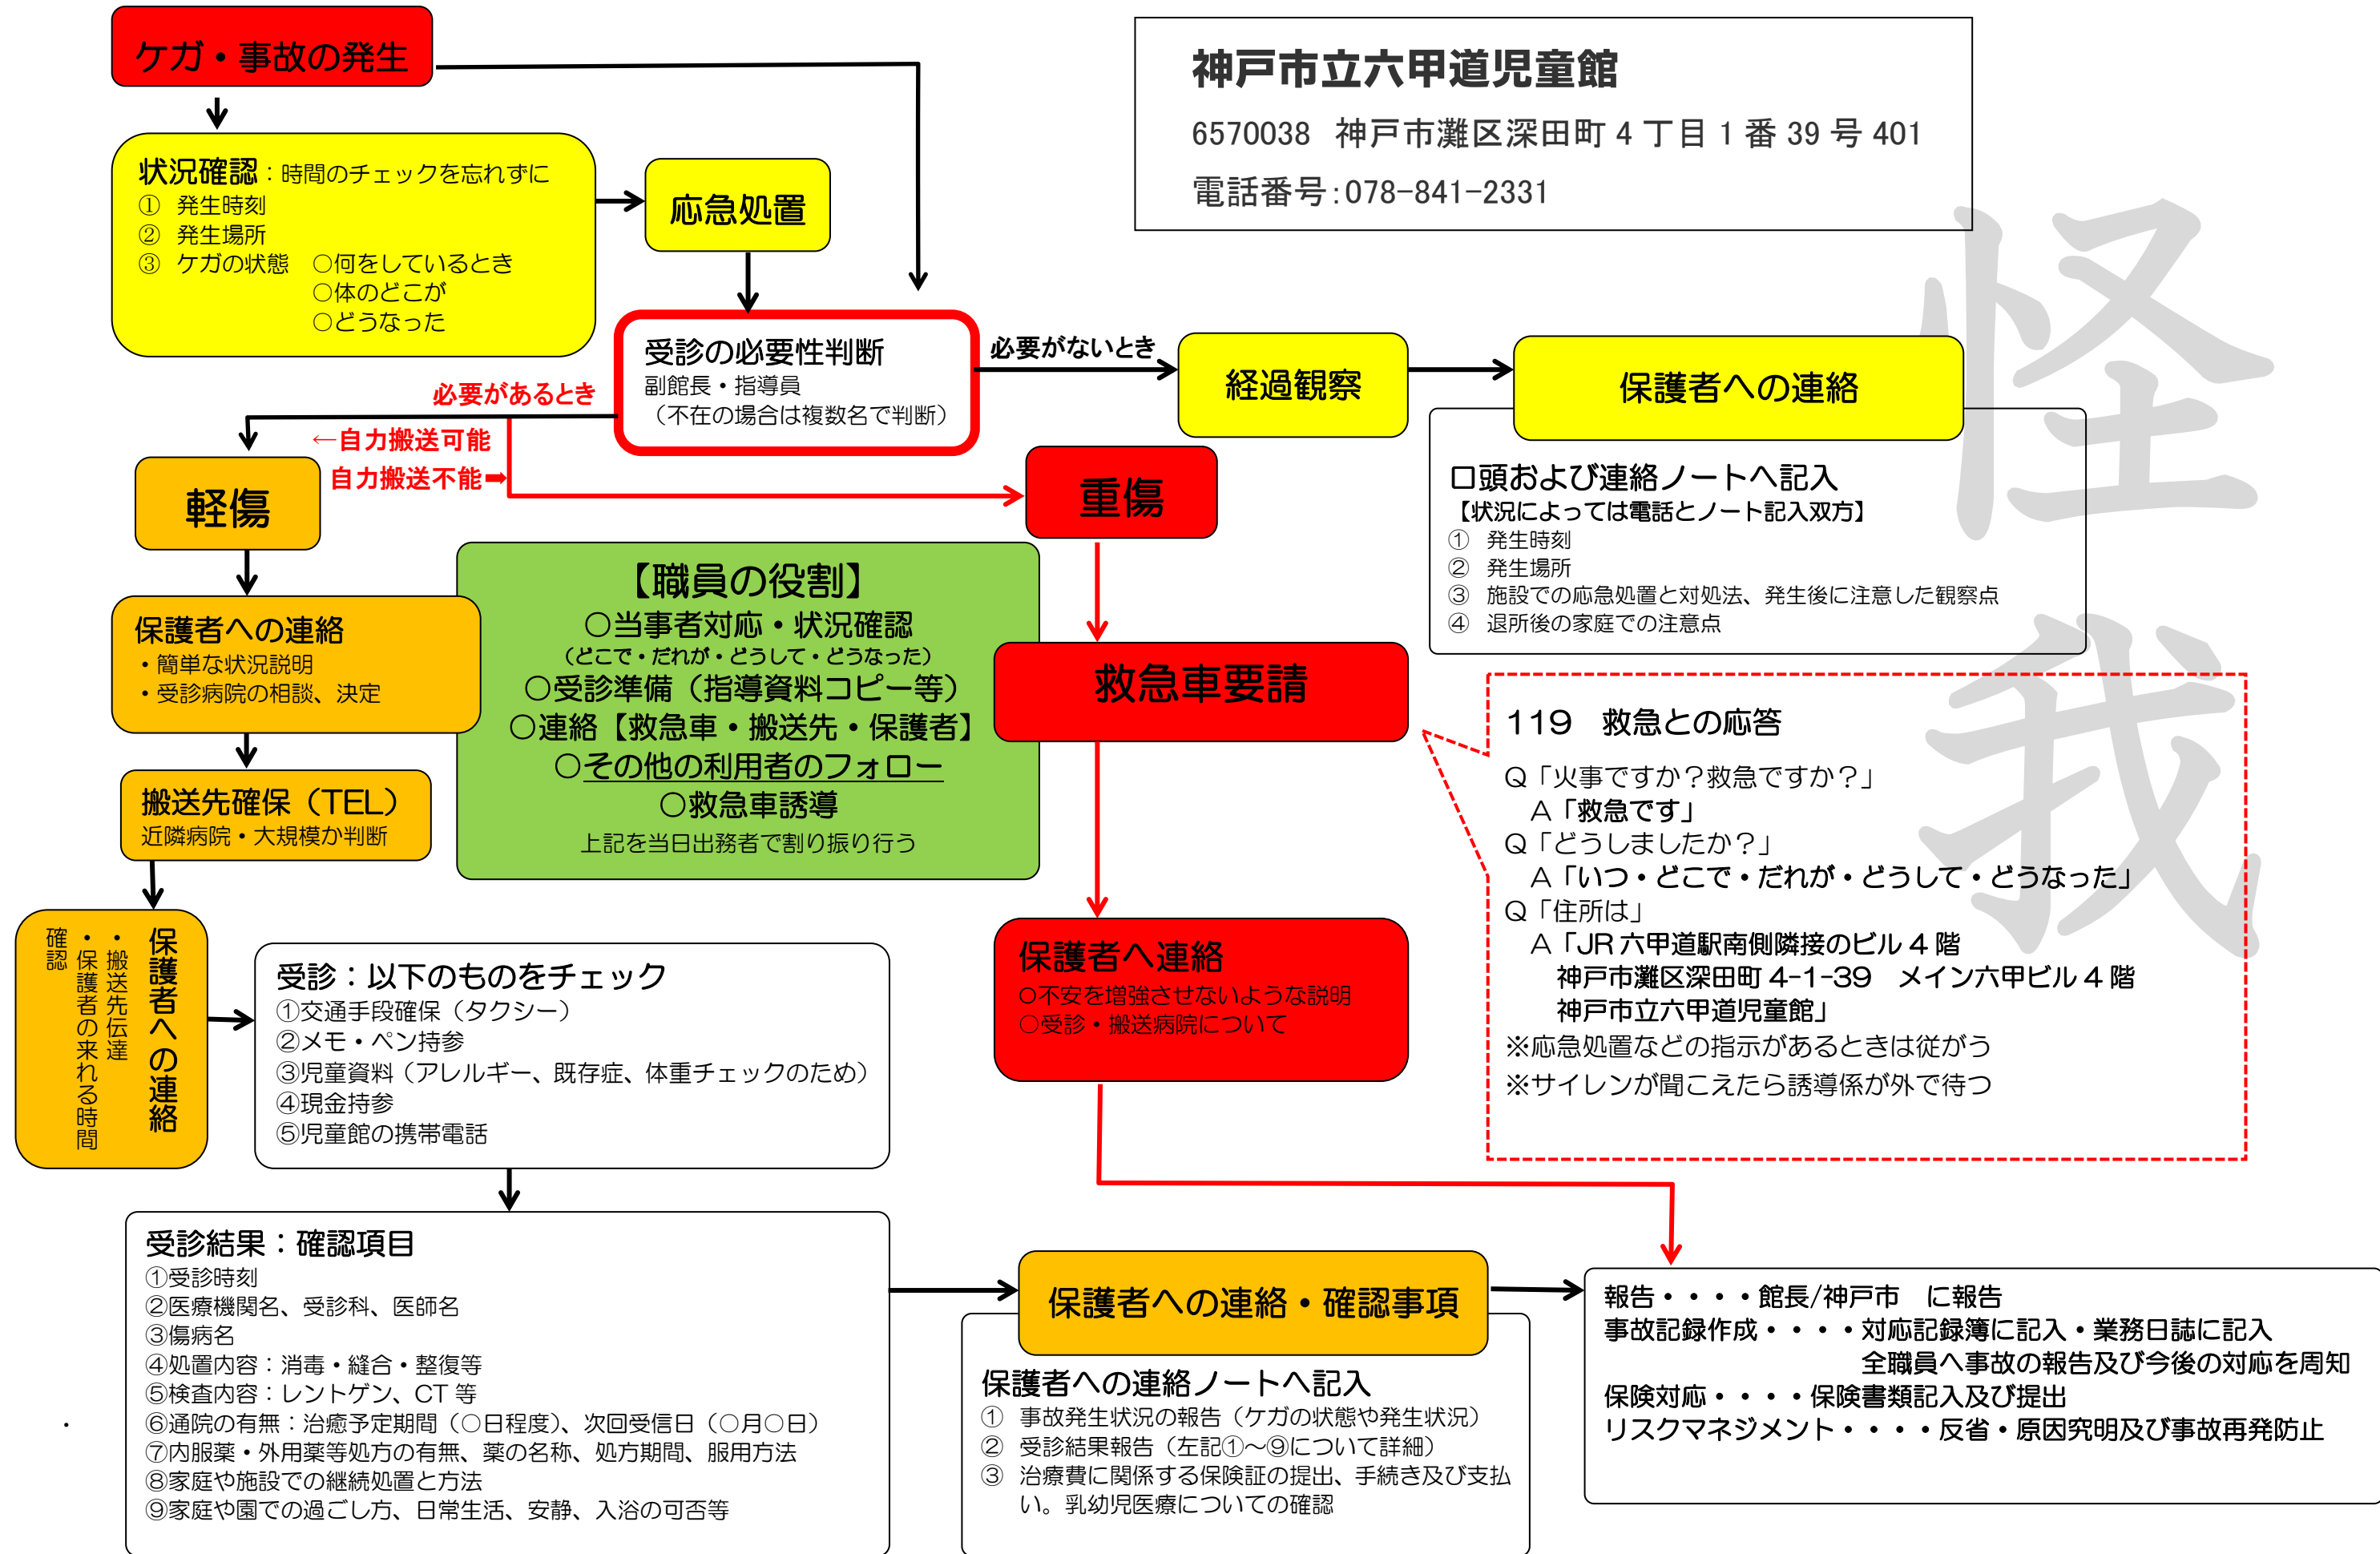 ケガ・事故の発生
神戸市立六甲道児童館
6570038 神戸市灘区深田町 4 丁目 1 番 39 号 401
電話番号:078-841-2331
状況確認：時間のチェックを忘れずに
① 発生時刻
② 発生場所
③ ケガの状態 ○何をしているとき
○体のどこが
○どうなった
応急処置
受診の必要性判断
副館長・指導員
（不在の場合は複数名で判断）
必要がないとき
経過観察
保護者への連絡
口頭および連絡ノートへ記入
【状況によっては電話とノート記入双方】
① 発生時刻
② 発生場所
③ 施設での応急処置と対処法、発生後に注意した観察点
④ 退所後の家庭での注意点
必要があるとき
←自力搬送可能
自力搬送不能➡
軽傷
重傷
保護者への連絡
・簡単な状況説明
・受診病院の相談、決定
【職員の役割】
○当事者対応・状況確認
（どこで・だれが・どうして・どうなった）
○受診準備（指導資料コピー等）
○連絡【救急車・搬送先・保護者】
○その他の利用者のフォロー
○救急車誘導
上記を当日出務者で割り振り行う
救急車要請
119 救急との応答
Q「火事ですか？救急ですか？」
A「救急です」
Q「どうしましたか？」
A「いつ・どこで・だれが・どうして・どうなった」
Q「住所は」
A「JR 六甲道駅南側隣接のビル 4 階
神戸市灘区深田町 4-1-39 メイン六甲ビル 4 階
神戸市立六甲道児童館」
※応急処置などの指示があるときは従がう
※サイレンが聞こえたら誘導係が外で待つ
怪我
搬送先確保（TEL）
近隣病院・大規模か判断
保護者への連絡
・搬送先伝達
・保護者の来れる時間
確認
受診：以下のものをチェック
①交通手段確保（タクシー）
②メモ・ペン持参
③児童資料（アレルギー、既存症、体重チェックのため）
④現金持参
⑤児童館の携帯電話
保護者へ連絡
○不安を増強させないような説明
○受診・搬送病院について
受診結果：確認項目
①受診時刻
②医療機関名、受診科、医師名
③傷病名
④処置内容：消毒・縫合・整復等
⑤検査内容：レントゲン、CT 等
⑥通院の有無：治癒予定期間（○日程度）、次回受信日（○月○日）
⑦内服薬・外用薬等処方の有無、薬の名称、処方期間、服用方法
⑧家庭や施設での継続処置と方法
⑨家庭や園での過ごし方、日常生活、安静、入浴の可否等
保護者への連絡・確認事項
保護者への連絡ノートへ記入
① 事故発生状況の報告（ケガの状態や発生状況）
② 受診結果報告（左記①～⑨について詳細）
③ 治療費に関係する保険証の提出、手続き及び支払
い。乳幼児医療についての確認
報告・・・・館長/神戸市 に報告
事故記録作成・・・・対応記録簿に記入・業務日誌に記入
全職員へ事故の報告及び今後の対応を周知
保険対応・・・・保険書類記入及び提出
リスクマネジメント・・・・反省・原因究明及び事故再発防止